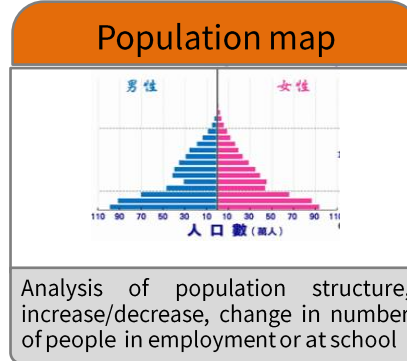 Population map
男性 女性
110 90 70 50 30 10 10 30 50 70 90 110
人口數(萬人)
Analysis of population structure,
increase/decrease, change in number
of people in employment or at school